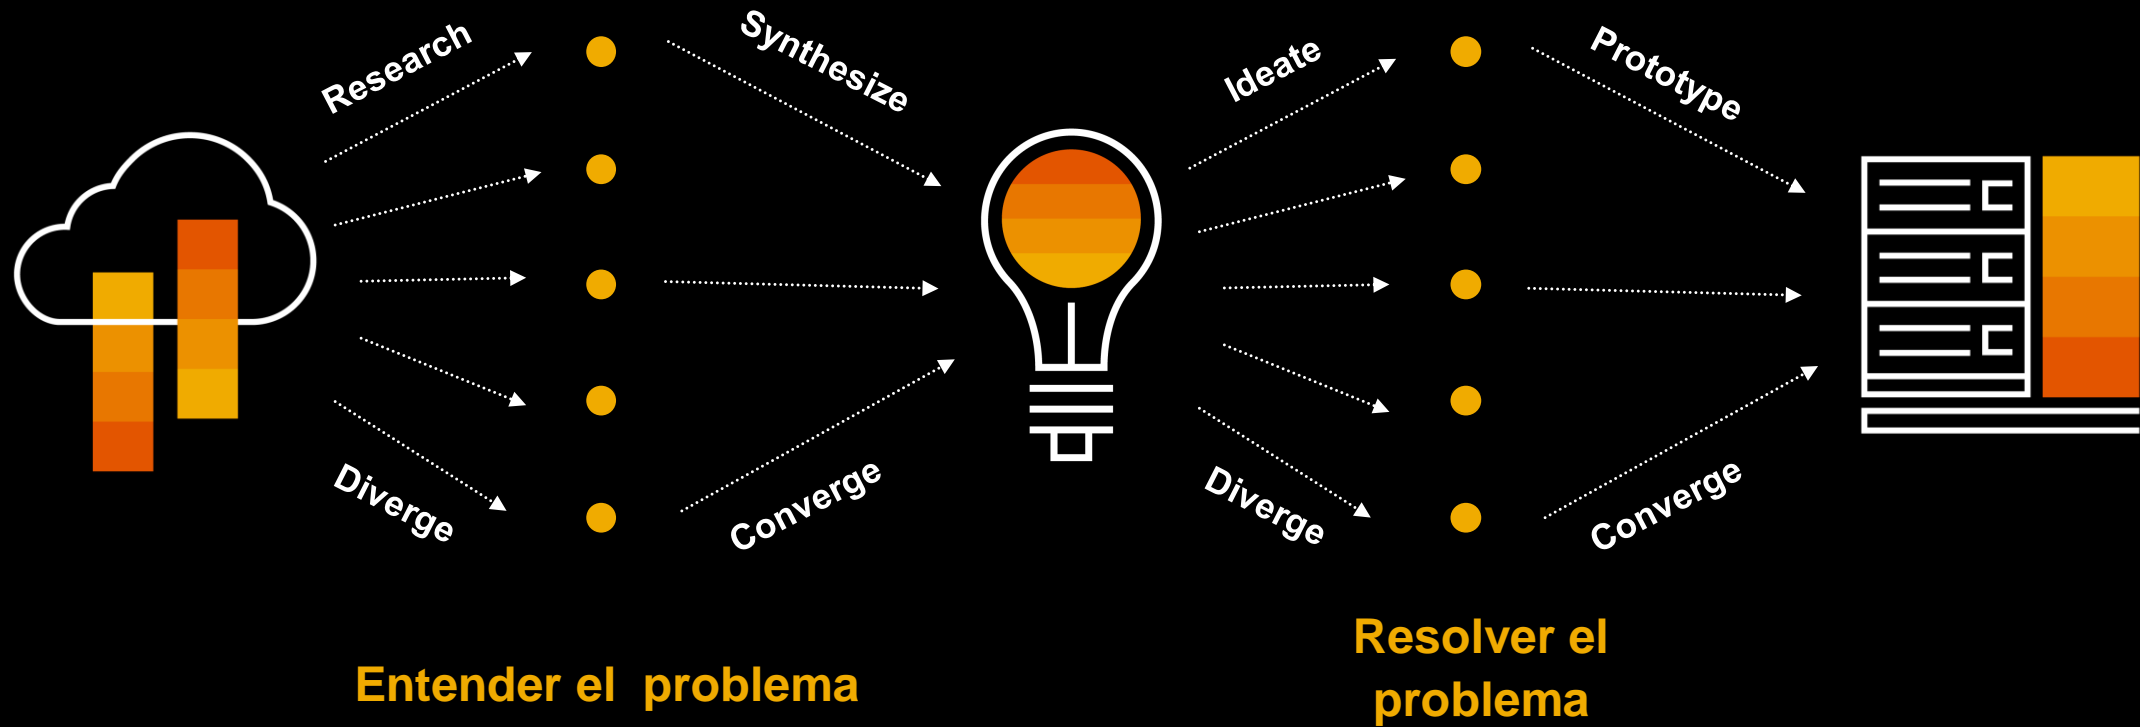 Research
Synthesize
Ideate
Prototype
Diverge
Converge
Diverge
Converge
Entender el  problema
Resolver el
problema